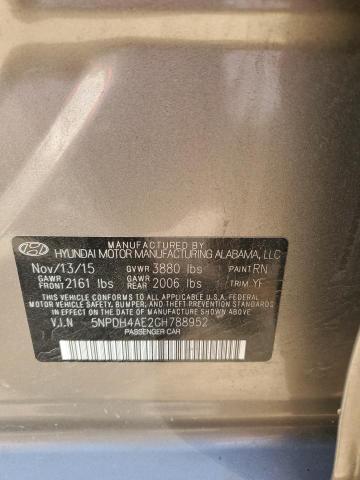 MANUFACTURED BY
HYUNDAI MOTOR MANUFACTURING ALABAMA, LLC
Nov/13/15 GVWR 3880 lbs PAINT RN
GAWR FRONT 2161 lbs GAWR REAR 2006 lbs TRIM YF
THIS VEHICLE CONFORMS TO ALL APPLICABLE U.S. FEDERAL
MOTOR VEHICLE SAFETY, BUMPER, AND THEFT PREVENTION STANDARDS
IN EFFECT ON THE DATE OF MANUFACTURE SHOWN ABOVE.
V.I.N 5NPDH4AE2GH788952
PASSENGER CAR